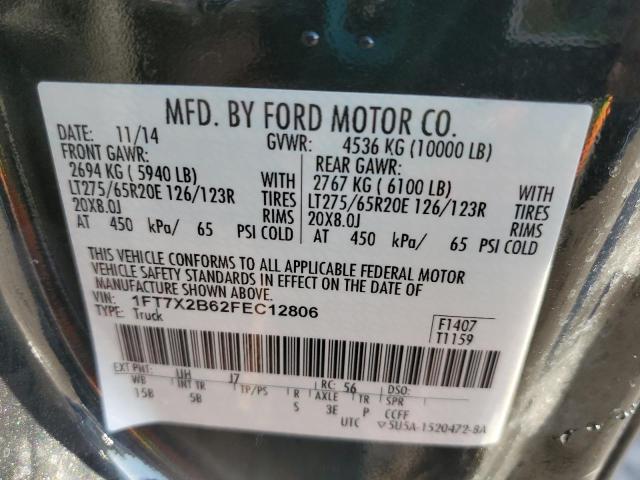 MFD. BY FORD MOTOR CO.
DATE: 11/14 GVWR: 4536 KG (10000 LB)
FRONT GAWR: REAR GAWR:
2694 KG ( 5940 LB) WITH 2767 KG ( 6100 LB) WITH
LT275/65R20E 126/123R TIRES LT275/65R20E 126/123R TIRES
20X8.0J RIMS 20X8.0J RIMS
AT 450 kPa/ 65 PSI COLD AT 450 kPa/ 65 PSI COLD
THIS VEHICLE CONFORMS TO ALL APPLICABLE FEDERAL MOTOR
VEHICLE SAFETY STANDARDS IN EFFECT ON THE DATE OF
MANUFACTURE SHOWN ABOVE.
VIN: 1FT7X2B62FEC12806
TYPE: Truck
F1407
T1159
EXT PNT: UH J7 RC: 56 DSO:
WB INT TR TP/PS R AXLE TR SPR
15B 5B S 3E P CCFF
UTC 5U5A-1520472-BA